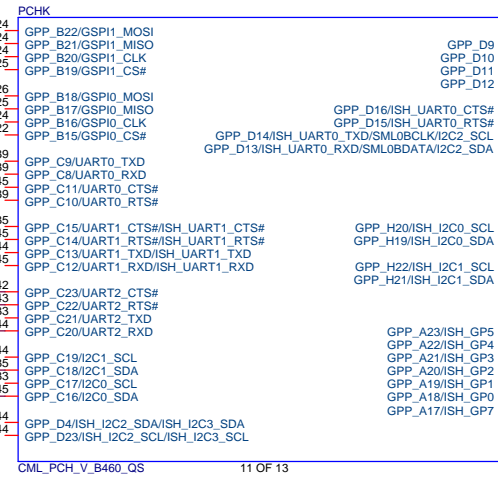 PCHK
GPP_B22/GSPI1_MOSI
GPP_B21/GSPI1_MISO
GPP_B20/GSPI1_CLK
GPP_B19/GSPI1_CS#
GPP_B18/GSPI0_MOSI
GPP_B17/GSPI0_MISO
GPP_B16/GSPI0_CLK
GPP_B15/GSPI0_CS#
GPP_C9/UART0_TXD
GPP_C8/UART0_RXD
GPP_C11/UART0_CTS#
GPP_C10/UART0_RTS#
GPP_C15/UART1_CTS#/ISH_UART1_CTS#
GPP_C14/UART1_RTS#/ISH_UART1_RTS#
GPP_C13/UART1_TXD/ISH_UART1_TXD
GPP_C12/UART1_RXD/ISH_UART1_RXD
GPP_C23/UART2_CTS#
GPP_C22/UART2_RTS#
GPP_C21/UART2_TXD
GPP_C20/UART2_RXD
GPP_C19/I2C1_SCL
GPP_C18/I2C1_SDA
GPP_C17/I2C0_SCL
GPP_C16/I2C0_SDA
GPP_D4/ISH_I2C2_SDA/ISH_I2C3_SDA
GPP_D23/ISH_I2C2_SCL/ISH_I2C3_SCL
GPP_D9
GPP_D10
GPP_D11
GPP_D12
GPP_D16/ISH_UART0_CTS#
GPP_D15/ISH_UART0_RTS#
GPP_D14/ISH_UART0_TXD/SML0BCLK/I2C2_SCL
GPP_D13/ISH_UART0_RXD/SML0BDATA/I2C2_SDA
GPP_H20/ISH_I2C0_SCL
GPP_H19/ISH_I2C0_SDA
GPP_H22/ISH_I2C1_SCL
GPP_H21/ISH_I2C1_SDA
GPP_A23/ISH_GP5
GPP_A22/ISH_GP4
GPP_A21/ISH_GP3
GPP_A20/ISH_GP2
GPP_A19/ISH_GP1
GPP_A18/ISH_GP0
GPP_A17/ISH_GP7
CML_PCH_V_B460_QS
11 OF 13